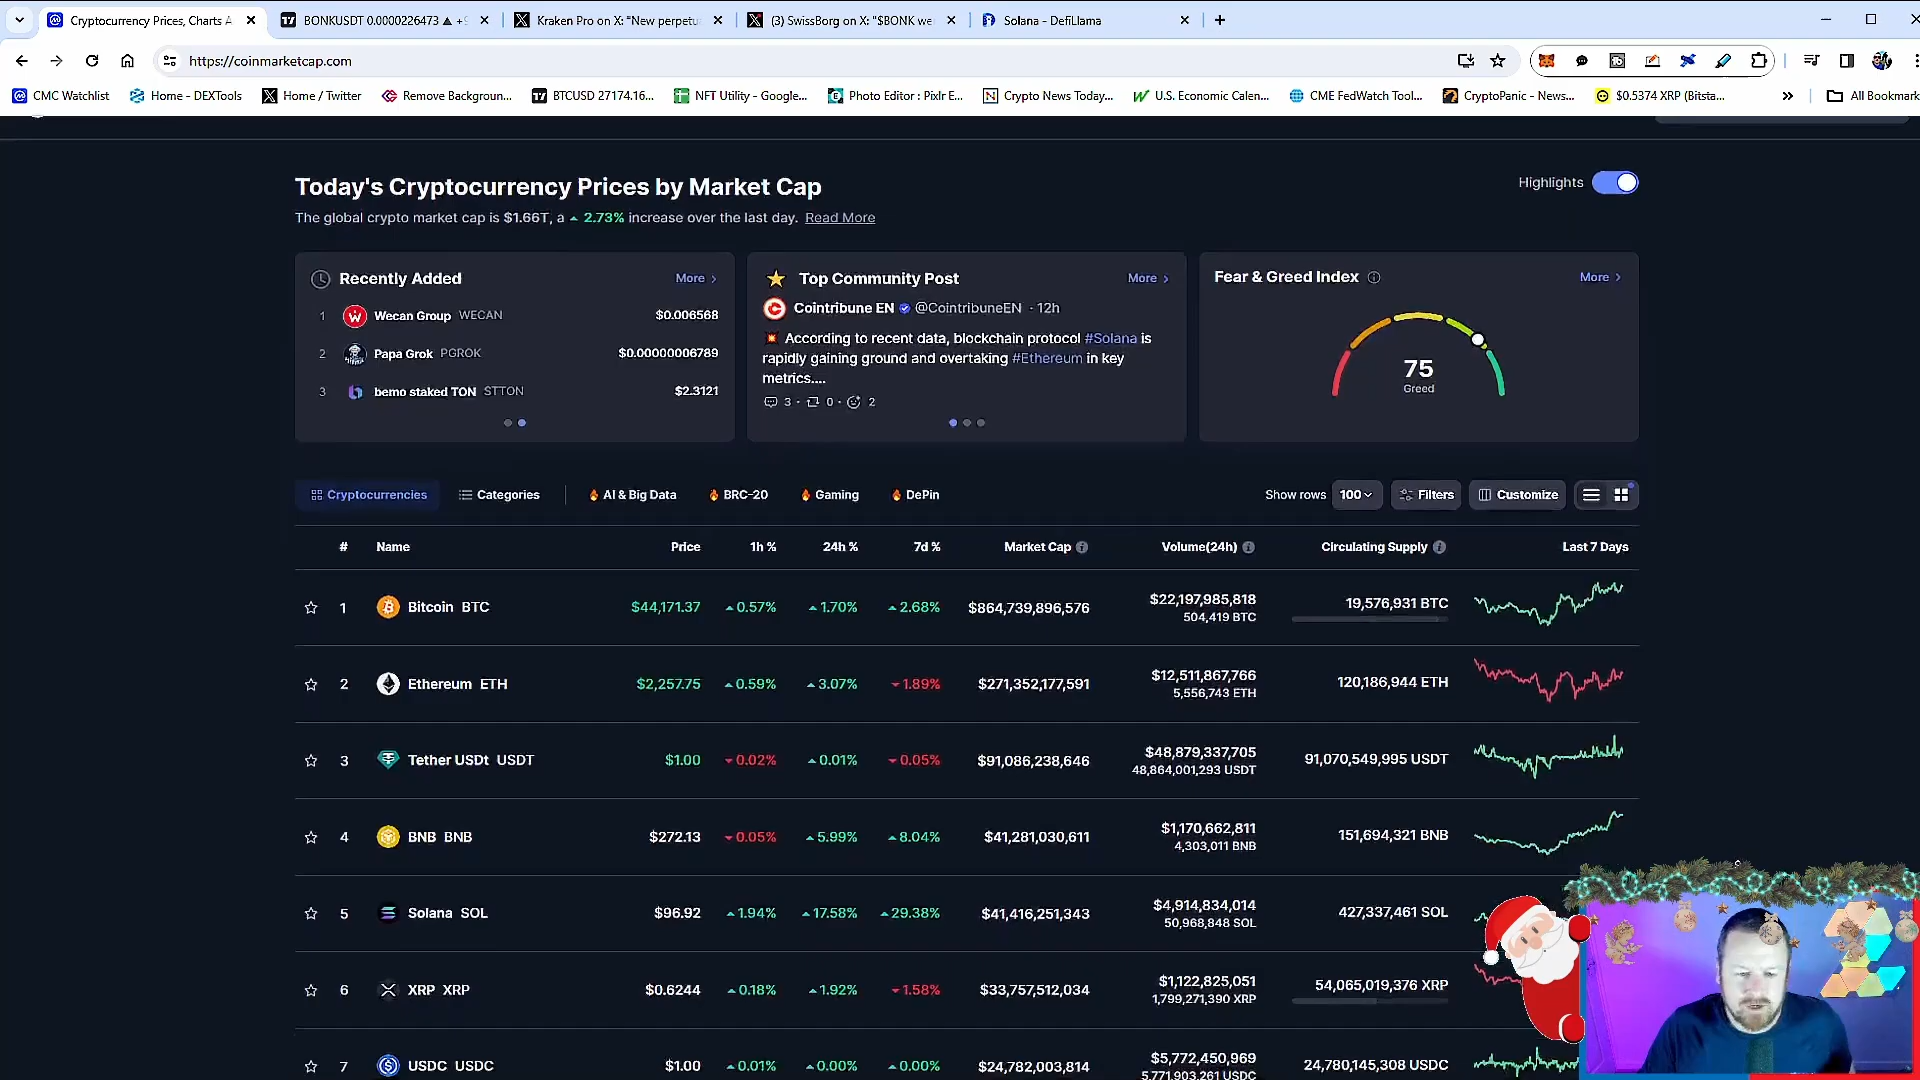 Cryptocurrency Prices, Charts A
BONKUSDT 0.0000226473 ▲ +
Kraken Pro on X: "New perpetu
(3) SwissBorg on X: "$BONK we
Solana - DefiLlama
https://coinmarketcap.com
CMC Watchlist
Home - DEXTools
Home / Twitter
Remove Backgroun...
BTCUSD 27174.16...
NFT Utility - Google...
Photo Editor : Pixlr E...
Crypto News Today...
U.S. Economic Calen...
CME FedWatch Tool...
CryptoPanic - News...
$0.5374 XRP (Bitsta...
All Bookmark
Today's Cryptocurrency Prices by Market Cap
Highlights
The global crypto market cap is $1.66T, a ▲ 2.73% increase over the last day. Read More
Recently Added
More >
1 Wecan Group WECAN $0.006568
2 Papa Grok PGROK $0.00000006789
3 bemo staked TON STTON $2.3121
Top Community Post
More >
Cointribune EN @CointribuneEN · 12h
💥 According to recent data, blockchain protocol #Solana is
rapidly gaining ground and overtaking #Ethereum in key
metrics....
3 · 0 · 2
Fear & Greed Index
More >
75
Greed
Cryptocurrencies
Categories
AI & Big Data
BRC-20
Gaming
DePin
Show rows 100
Filters
Customize
# Name Price 1h % 24h % 7d % Market Cap Volume(24h) Circulating Supply Last 7 Days
1 Bitcoin BTC $44,171.37 ▲0.57% ▲1.70% ▲2.68% $864,739,896,576 $22,197,985,818 19,576,931 BTC
504,419 BTC
2 Ethereum ETH $2,257.75 ▲0.59% ▲3.07% ▼1.89% $271,352,177,591 $12,511,867,766 120,186,944 ETH
5,556,743 ETH
3 Tether USDt USDT $1.00 ▼0.02% ▲0.01% ▼0.05% $91,086,238,646 $48,879,337,705 91,070,549,995 USDT
48,864,001,293 USDT
4 BNB BNB $272.13 ▼0.05% ▲5.99% ▲8.04% $41,281,030,611 $1,170,662,811 151,694,321 BNB
4,303,011 BNB
5 Solana SOL $96.92 ▲1.94% ▲17.58% ▲29.38% $41,416,251,343 $4,914,834,014 427,337,461 SOL
50,968,848 SOL
6 XRP XRP $0.6244 ▲0.18% ▲1.92% ▼1.58% $33,757,512,034 $1,122,825,051 54,065,019,376 XRP
1,799,271,390 XRP
7 USDC USDC $1.00 ▲0.01% ▲0.00% ▲0.00% $24,782,003,814 $5,772,450,969 24,780,145,308 USDC
5,771,903,261 USDC